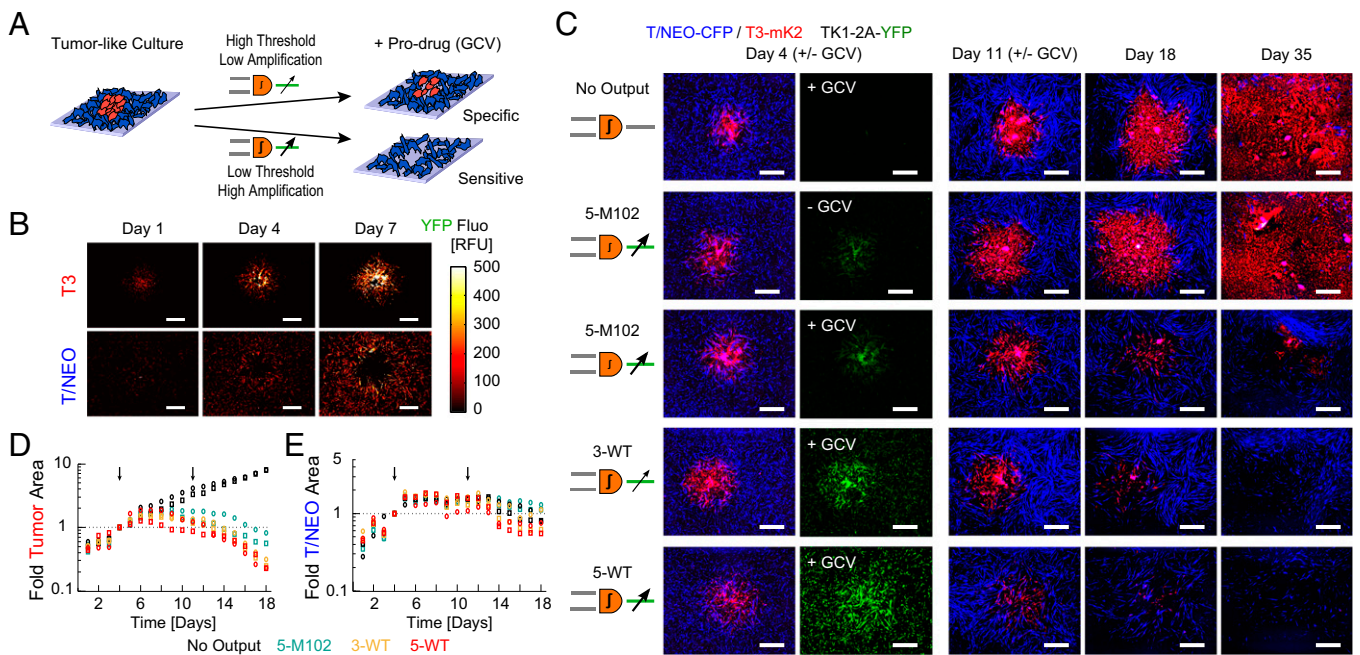 A
Tumor-like Culture
High Threshold
Low Amplification
∫
+ Pro-drug (GCV)
Specific
∫
Low Threshold
High Amplification
Sensitive
B
Day 1
Day 4
Day 7
YFP Fluo
[RFU]
T3
T/NEO
500
400
300
200
100
0
C
T/NEO-CFP / T3-mK2 TK1-2A-YFP
Day 4 (+/- GCV)
Day 11 (+/- GCV)
Day 18
Day 35
No Output
∫
+ GCV
5-M102
∫
- GCV
5-M102
∫
+ GCV
3-WT
∫
+ GCV
5-WT
∫
+ GCV
D
Fold Tumor Area
10
1
0.1
2
6
10
14
18
Time [Days]
E
Fold T/NEO Area
5
1
0.1
2
6
10
14
18
Time [Days]
No Output 5-M102 3-WT 5-WT